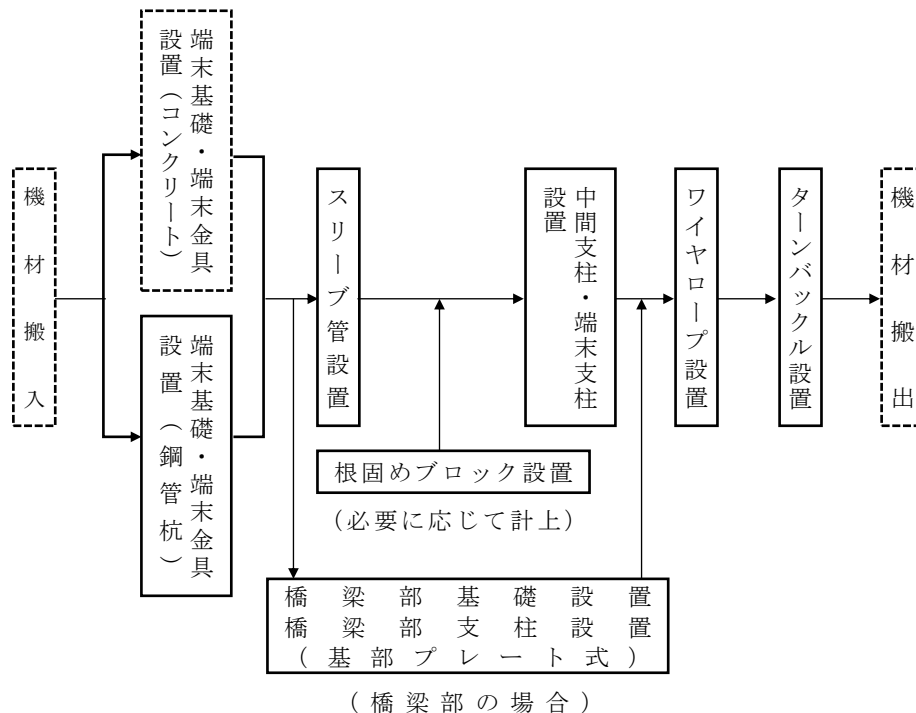 機材搬入
端末基礎・端末金具
設置（コンクリート）
端末基礎・端末金具
設置（鋼管杭）
スリーブ管設置
根固めブロック設置
（必要に応じて計上）
橋梁部基礎設置
橋梁部支柱設置
（基部プレート式）
（橋梁部の場合）
中間支柱・端末支柱
設置
ワイヤロープ設置
ターンバックル設置
機材搬出